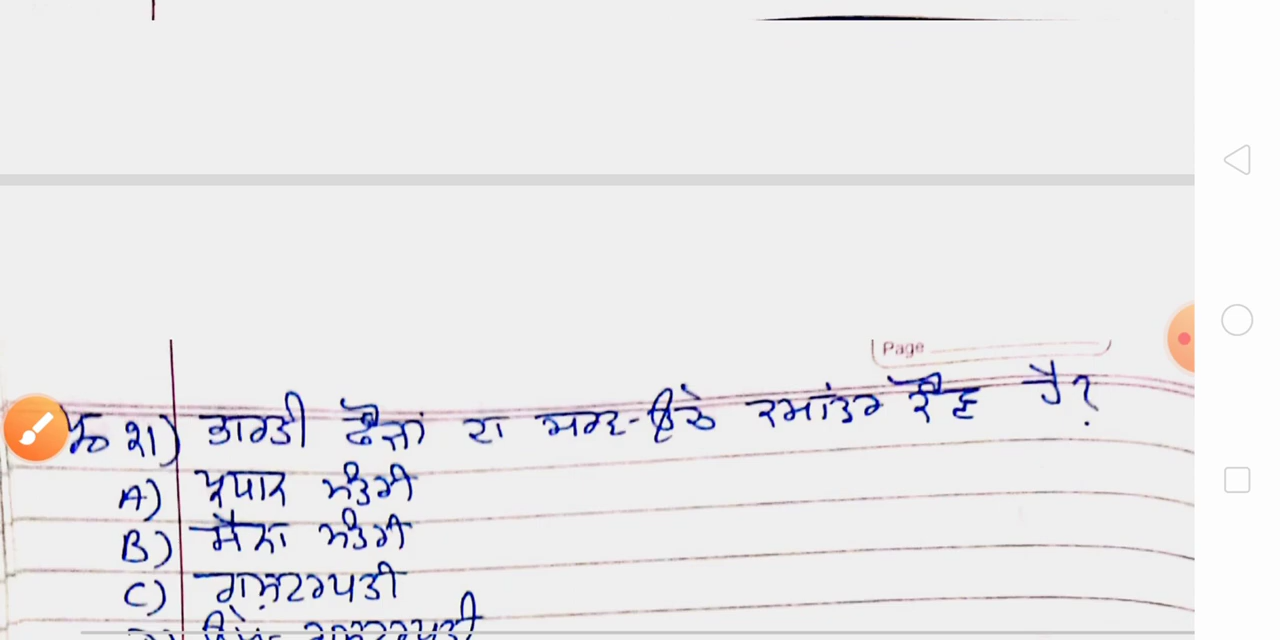 Page
21) ਭਾਰਤੀ ਫੌਜਾਂ ਦਾ ਸਰਵ-ਉੱਚ ਕਮਾਂਡਰ ਕੌਣ ਹੈ?
A) ਪ੍ਰਧਾਨ ਮੰਤਰੀ
B) ਸੈਨਾ ਮੰਤਰੀ
C) ਰਾਸ਼ਟਰਪਤੀ